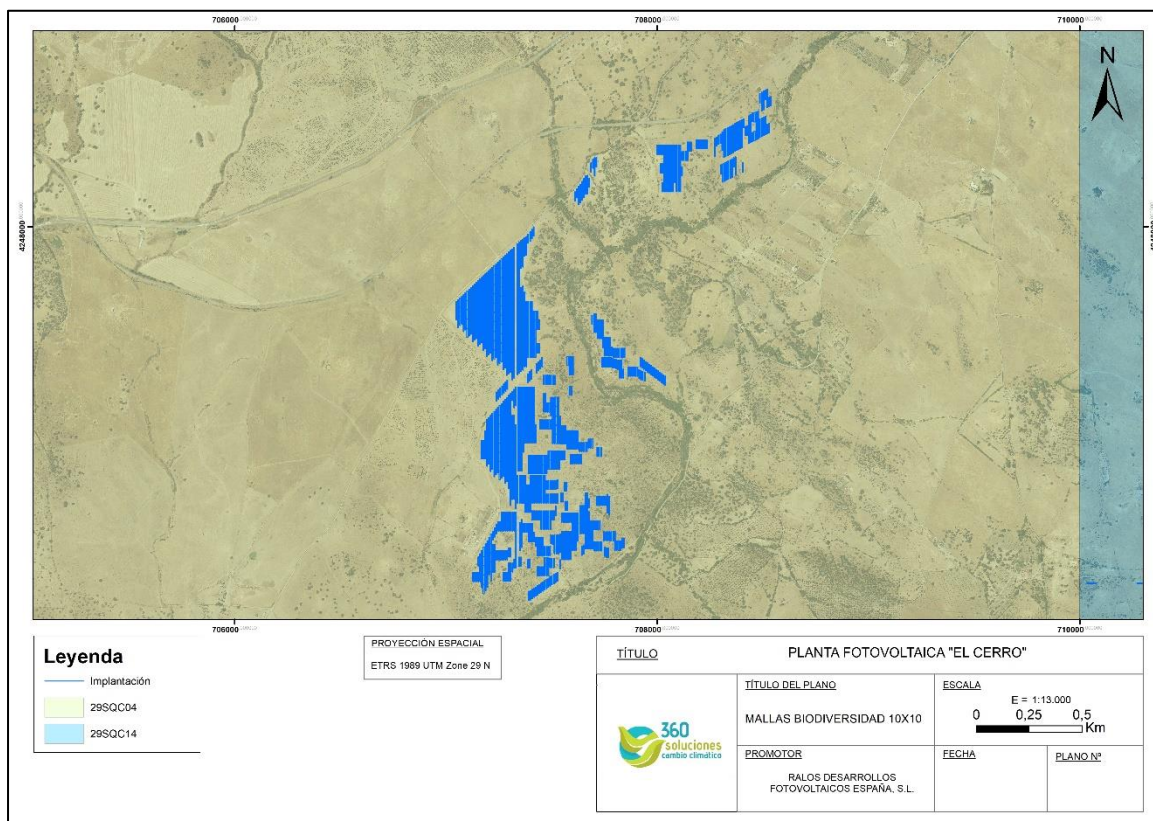 706000
708000
710000
N
4248000
706000
708000
710000
Leyenda
Implantación
29SQC04
29SQC14
PROYECCIÓN ESPACIAL
ETRS 1989 UTM Zone 29 N
TÍTULO
PLANTA FOTOVOLTAICA "EL CERRO"
360
soluciones
cambio climático
TÍTULO DEL PLANO
MALLAS BIODIVERSIDAD 10X10
ESCALA
E = 1:13.000
0 0,25 0,5
Km
PROMOTOR
RALOS DESARROLLOS
FOTOVOLTAICOS ESPAÑA, S.L.
FECHA
PLANO Nº